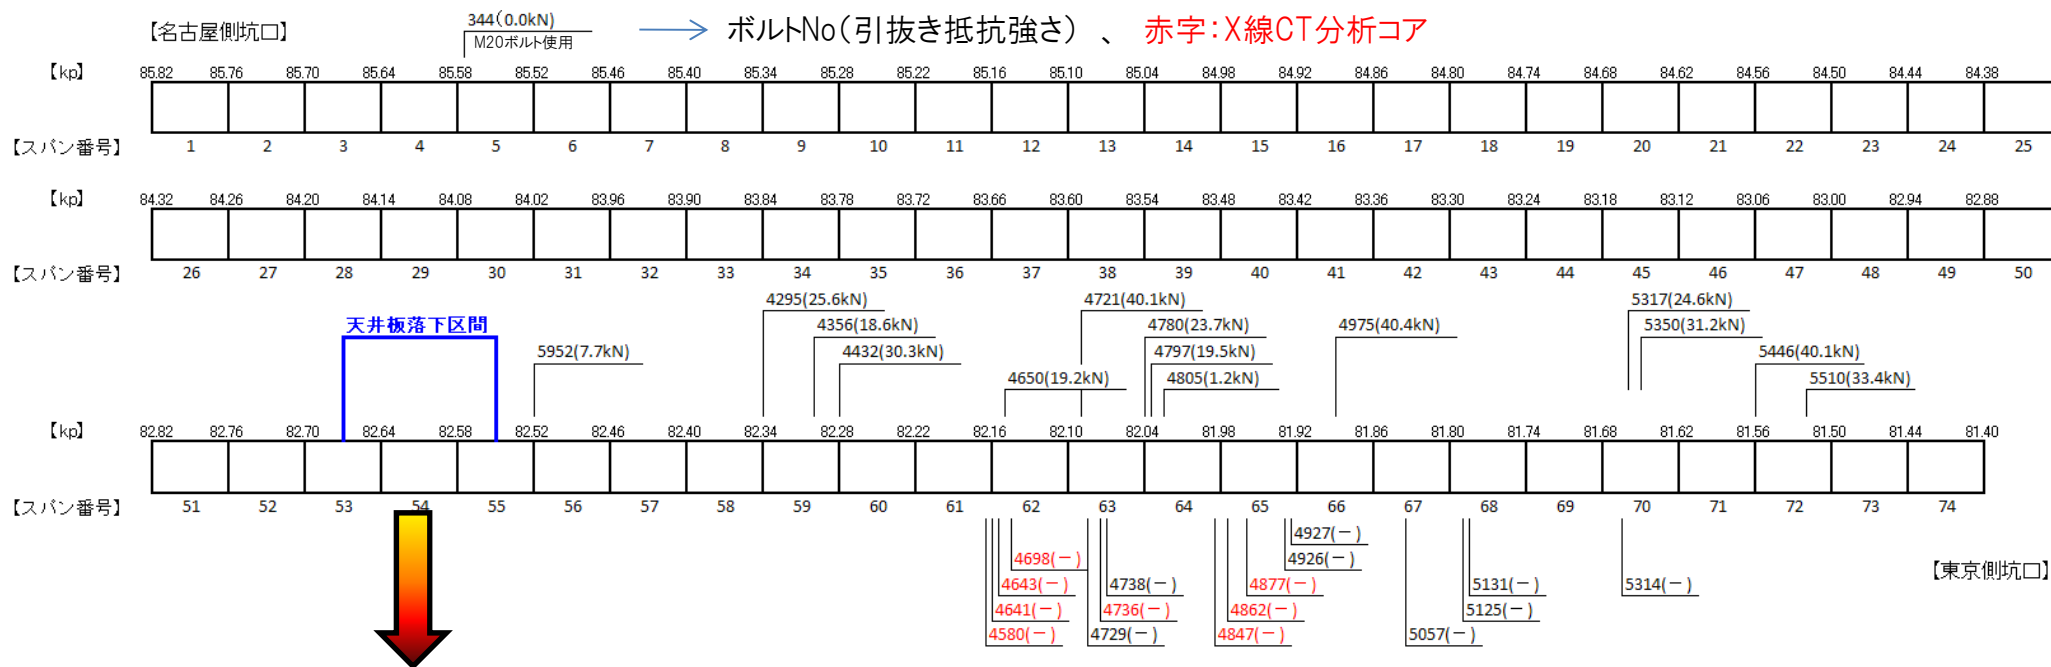 【名古屋側坑口】
344(0.0kN)
M20ボルト使用
ボルトNo(引抜き抵抗強さ) 、 赤字:X線CT分析コア
【kp】 85.82 85.76 85.70 85.64 85.58 85.52 85.46 85.40 85.34 85.28 85.22 85.16 85.10 85.04 84.98 84.92 84.86 84.80 84.74 84.68 84.62 84.56 84.50 84.44 84.38
【スパン番号】 1 2 3 4 5 6 7 8 9 10 11 12 13 14 15 16 17 18 19 20 21 22 23 24 25
【kp】 84.32 84.26 84.20 84.14 84.08 84.02 83.96 83.90 83.84 83.78 83.72 83.66 83.60 83.54 83.48 83.42 83.36 83.30 83.24 83.18 83.12 83.06 83.00 82.94 82.88
【スパン番号】 26 27 28 29 30 31 32 33 34 35 36 37 38 39 40 41 42 43 44 45 46 47 48 49 50
4295(25.6kN) 4721(40.1kN) 5317(24.6kN)
天井板落下区間 4356(18.6kN) 4780(23.7kN) 4975(40.4kN) 5350(31.2kN)
5952(7.7kN) 4432(30.3kN) 4797(19.5kN) 5446(40.1kN)
4650(19.2kN) 4805(1.2kN) 5510(33.4kN)
【kp】 82.82 82.76 82.70 82.64 82.58 82.52 82.46 82.40 82.34 82.28 82.22 82.16 82.10 82.04 81.98 81.92 81.86 81.80 81.74 81.68 81.62 81.56 81.50 81.44 81.40
【スパン番号】 51 52 53 54 55 56 57 58 59 60 61 62 63 64 65 66 67 68 69 70 71 72 73 74
4927(－)
4698(－) 4926(－)
【東京側坑口】
4643(－) 4738(－) 4877(－) 5131(－) 5314(－)
4641(－) 4736(－) 4862(－) 5125(－)
4580(－) 4729(－) 4847(－) 5057(－)